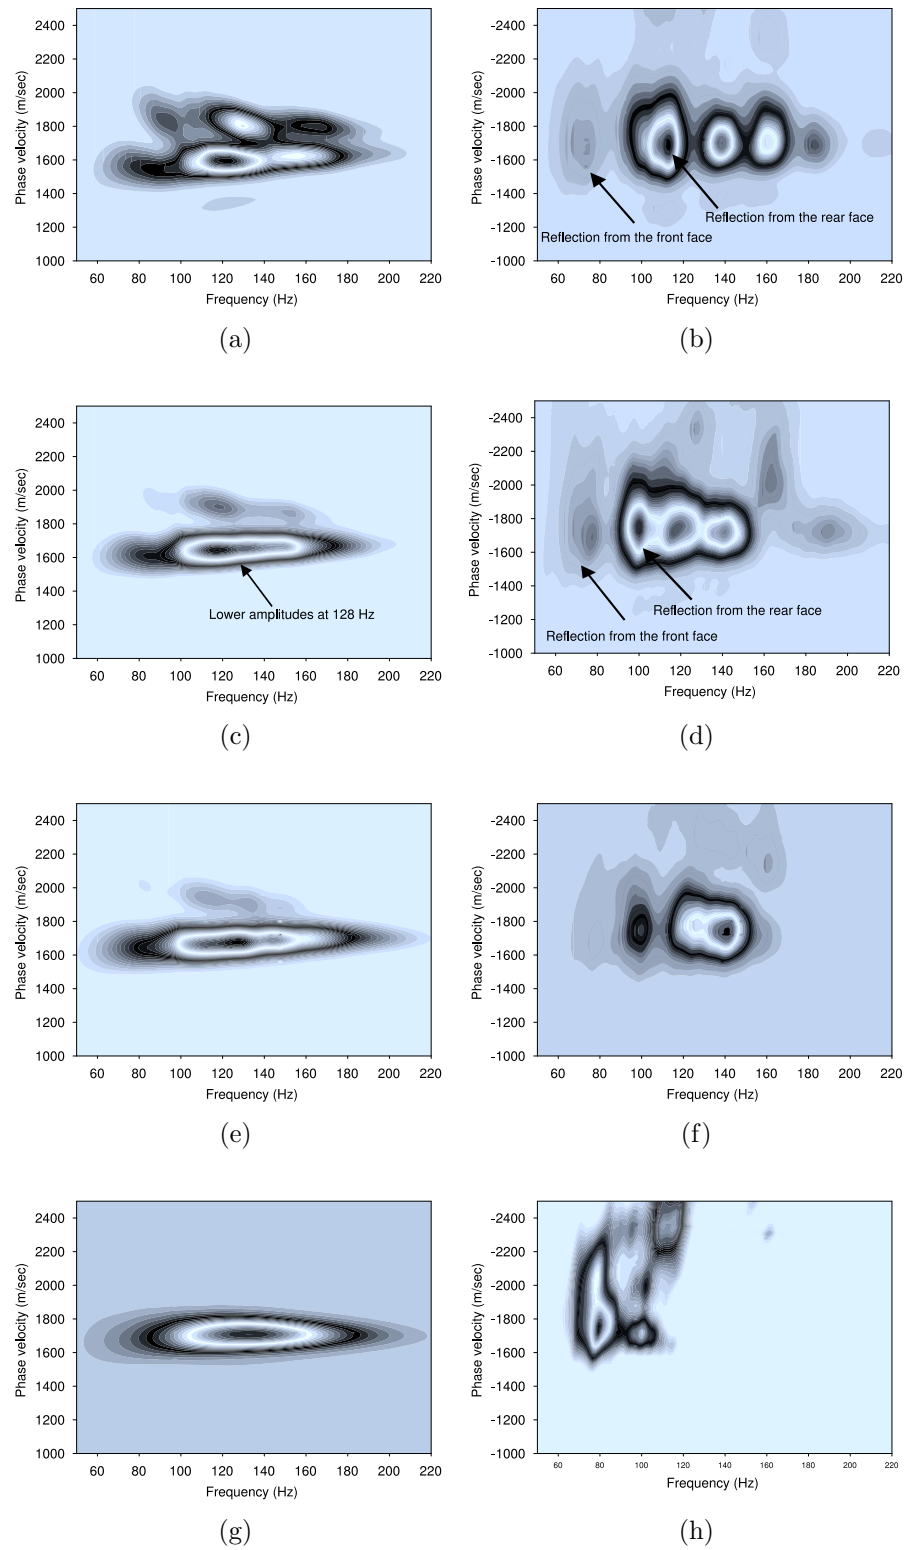 2400
2200
2000
1800
1600
1400
1200
1000
Phase velocity (m/sec)
60 80 100 120 140 160 180 200 220
Frequency (Hz)
(a)
-2400
-2200
-2000
-1800
-1600
-1400
-1200
-1000
Phase velocity (m/sec)
Reflection from the rear face
Reflection from the front face
60 80 100 120 140 160 180 200 220
Frequency (Hz)
(b)
2400
2200
2000
1800
1600
1400
1200
1000
Phase velocity (m/sec)
Lower amplitudes at 128 Hz
60 80 100 120 140 160 180 200 220
Frequency (Hz)
(c)
-2400
-2200
-2000
-1800
-1600
-1400
-1200
-1000
Phase velocity (m/sec)
Reflection from the rear face
Reflection from the front face
60 80 100 120 140 160 180 200 220
Frequency (Hz)
(d)
2400
2200
2000
1800
1600
1400
1200
1000
Phase velocity (m/sec)
60 80 100 120 140 160 180 200 220
Frequency (Hz)
(e)
-2400
-2200
-2000
-1800
-1600
-1400
-1200
-1000
Phase velocity (m/sec)
60 80 100 120 140 160 180 200 220
Frequency (Hz)
(f)
2400
2200
2000
1800
1600
1400
1200
1000
Phase velocity (m/sec)
60 80 100 120 140 160 180 200 220
Frequency (Hz)
(g)
-2400
-2200
-2000
-1800
-1600
-1400
-1200
-1000
Phase velocity (m/sec)
60 80 100 120 140 160 180 200 220
Frequency (Hz)
(h)